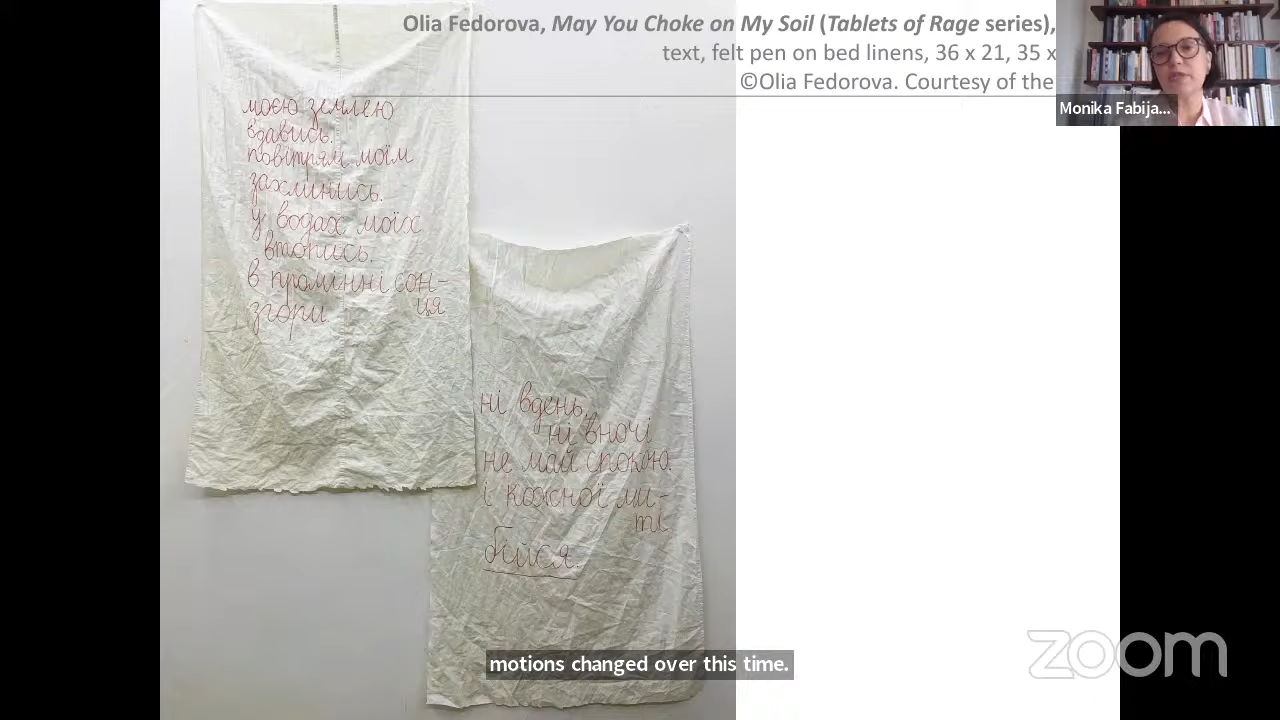 Olia Fedorova, May You Choke on My Soil (Tablets of Rage series),
text, felt pen on bed linens, 36 x 21, 35 x
©Olia Fedorova. Courtesy of the
Monika Fabija...
моєю землею
вдавись.
повітрям моїм
захлинись.
у водах моїх
втопись.
в промінні сон-
ця
згори
ні вдень,
ні вночі
не май спокою.
і кожної ми-
ті
бійся.
motions changed over this time.
zoom